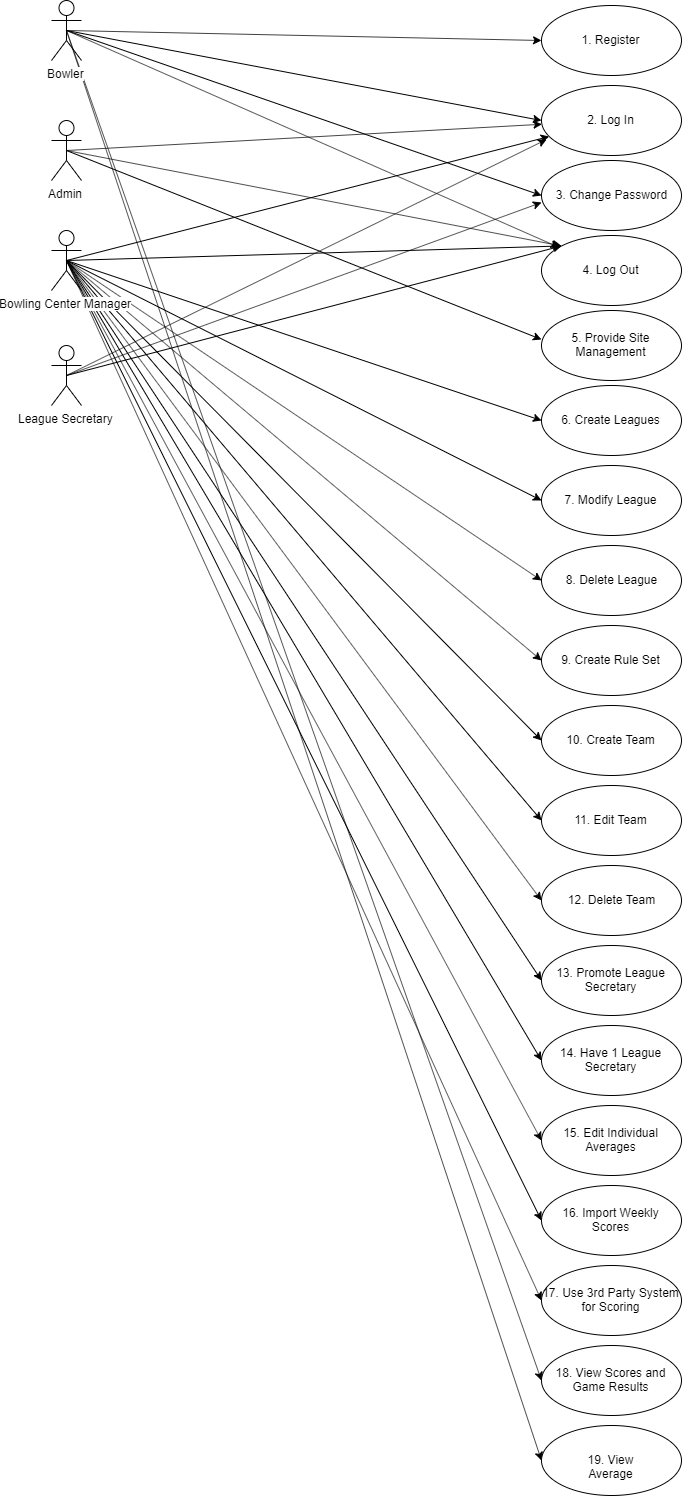 Bowler
Admin
Bowling Center Manager
League Secretary
1. Register
2. Log In
3. Change Password
4. Log Out
5. Provide Site
Management
6. Create Leagues
7. Modify League
8. Delete League
9. Create Rule Set
10. Create Team
11. Edit Team
12. Delete Team
13. Promote League
Secretary
14. Have 1 League
Secretary
15. Edit Individual
Averages
16. Import Weekly
Scores
17. Use 3rd Party System
for Scoring
18. View Scores and
Game Results
19. View
Average